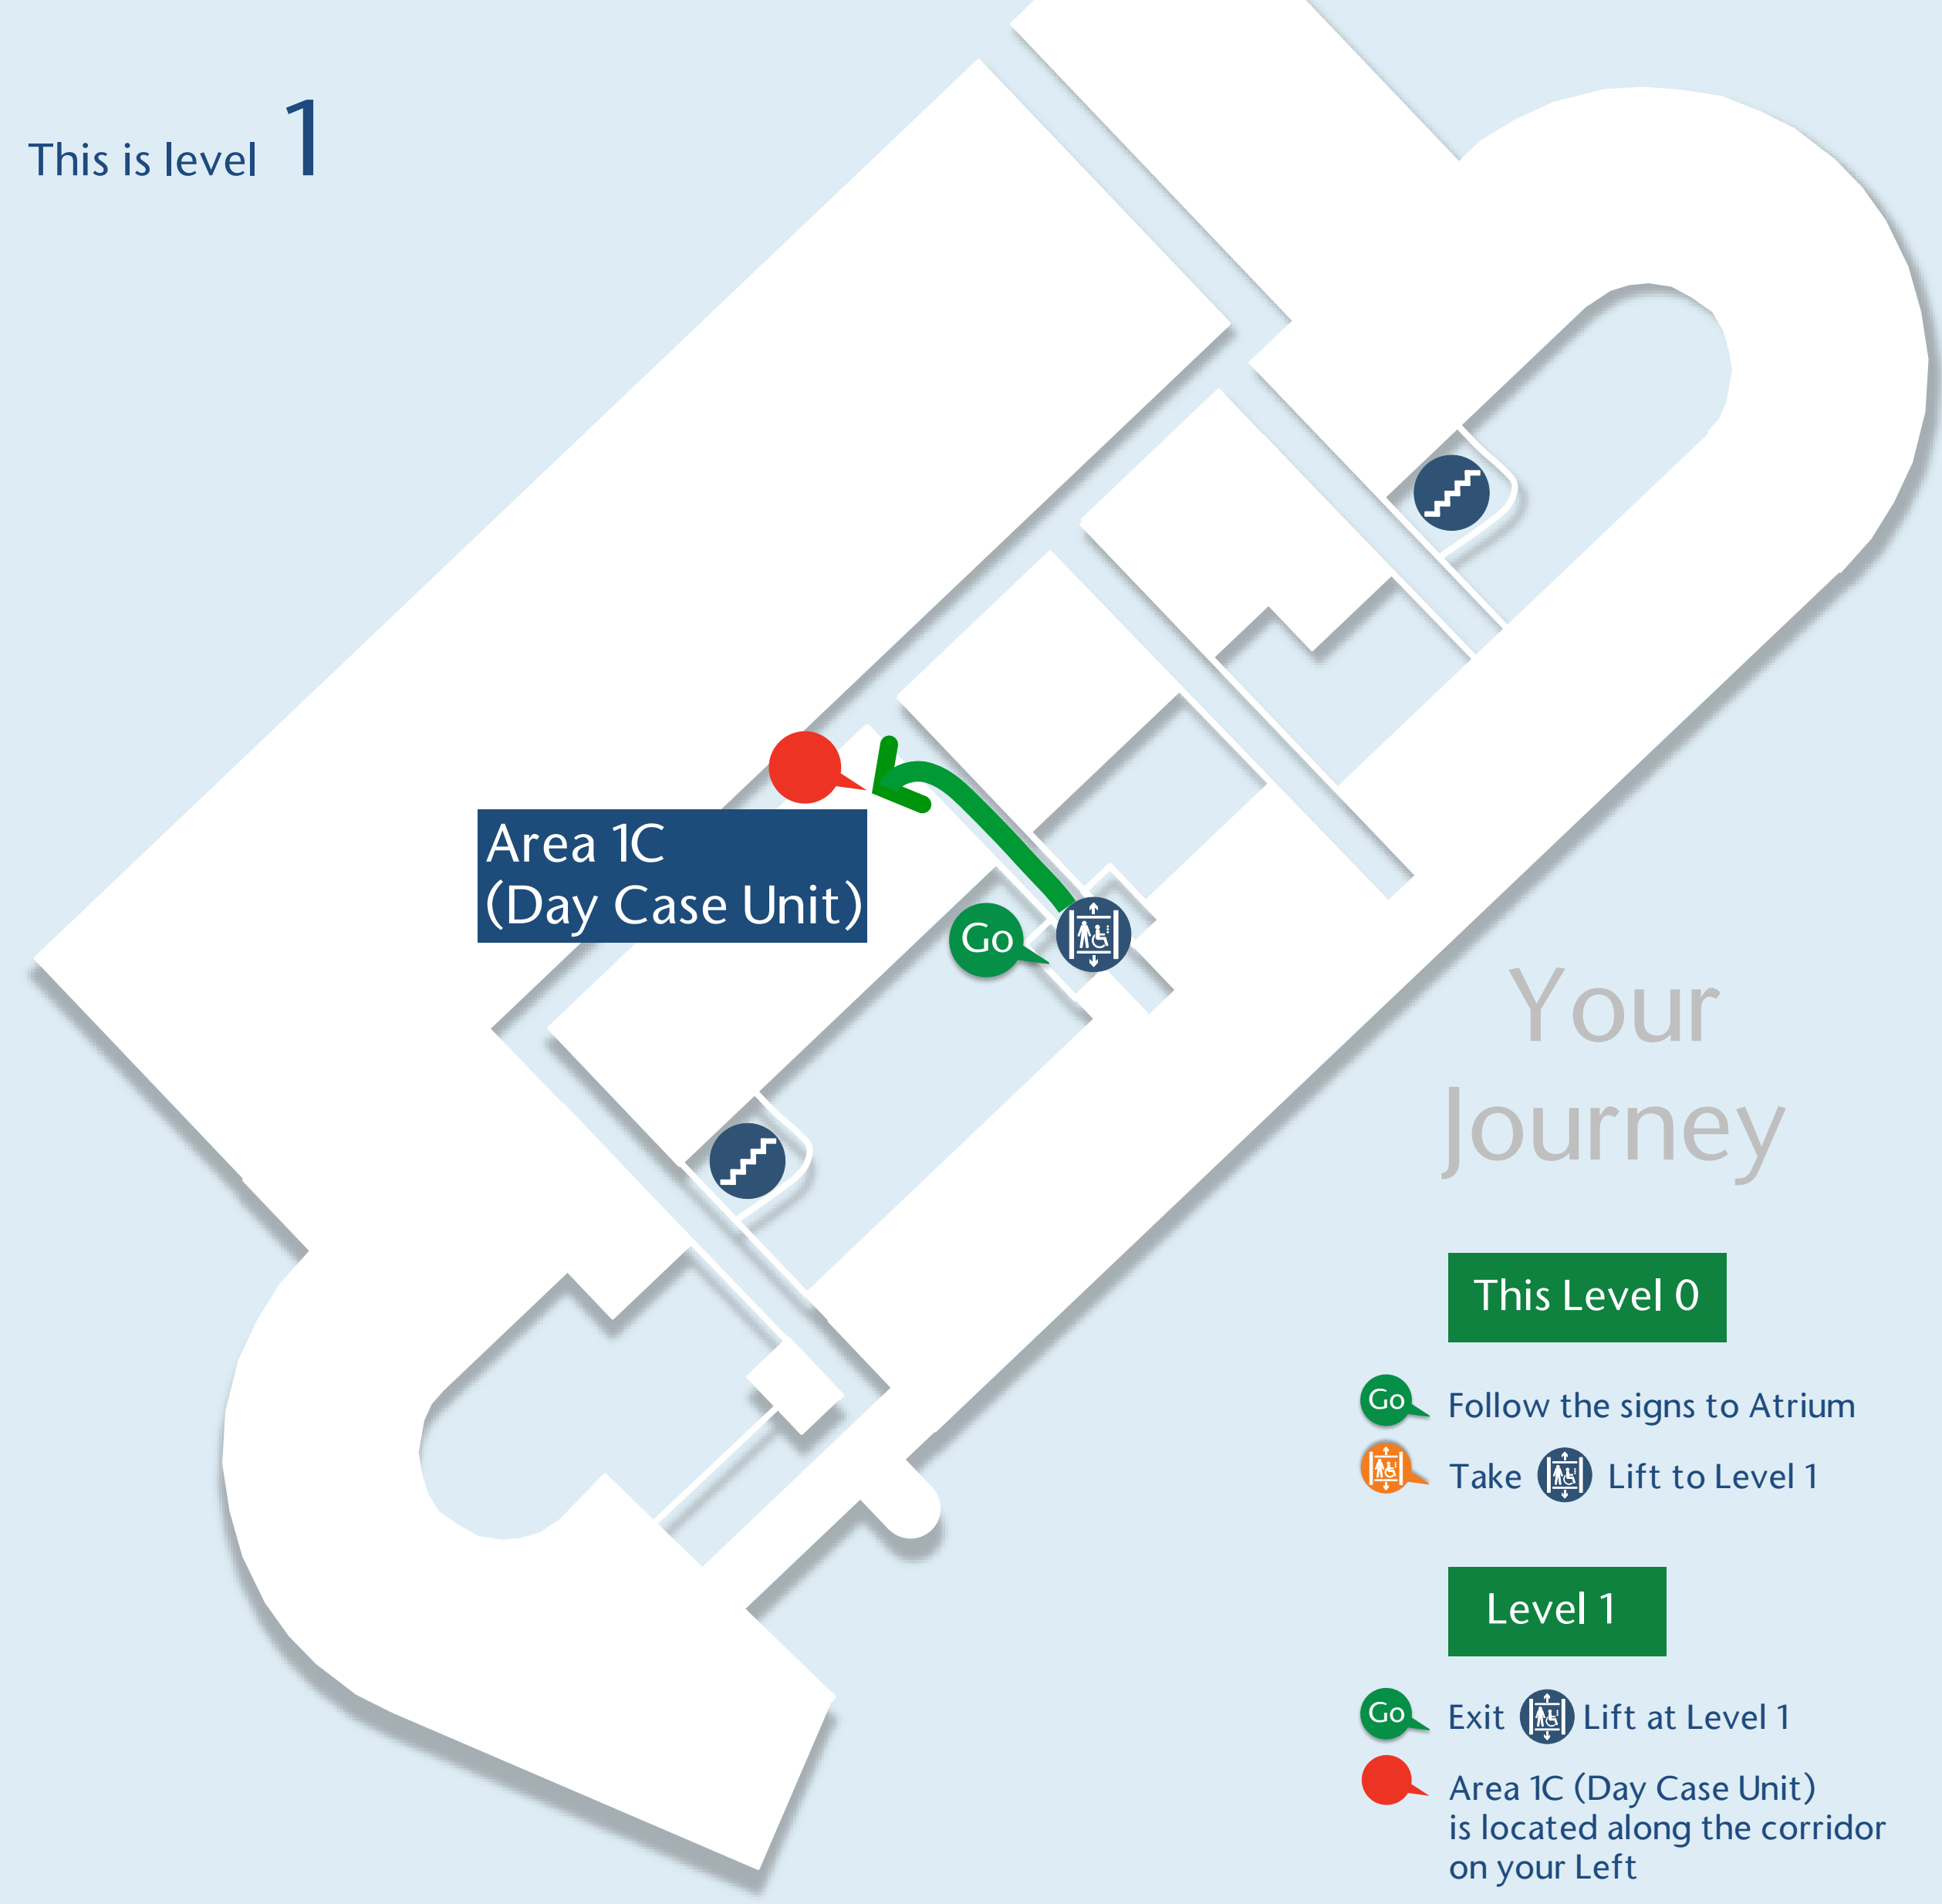 This is level 1
Area 1C
(Day Case Unit)
Go
Your
Journey
This Level 0
Go Follow the signs to Atrium
Take Lift to Level 1
Level 1
Go Exit Lift at Level 1
Area 1C (Day Case Unit)
is located along the corridor
on your Left